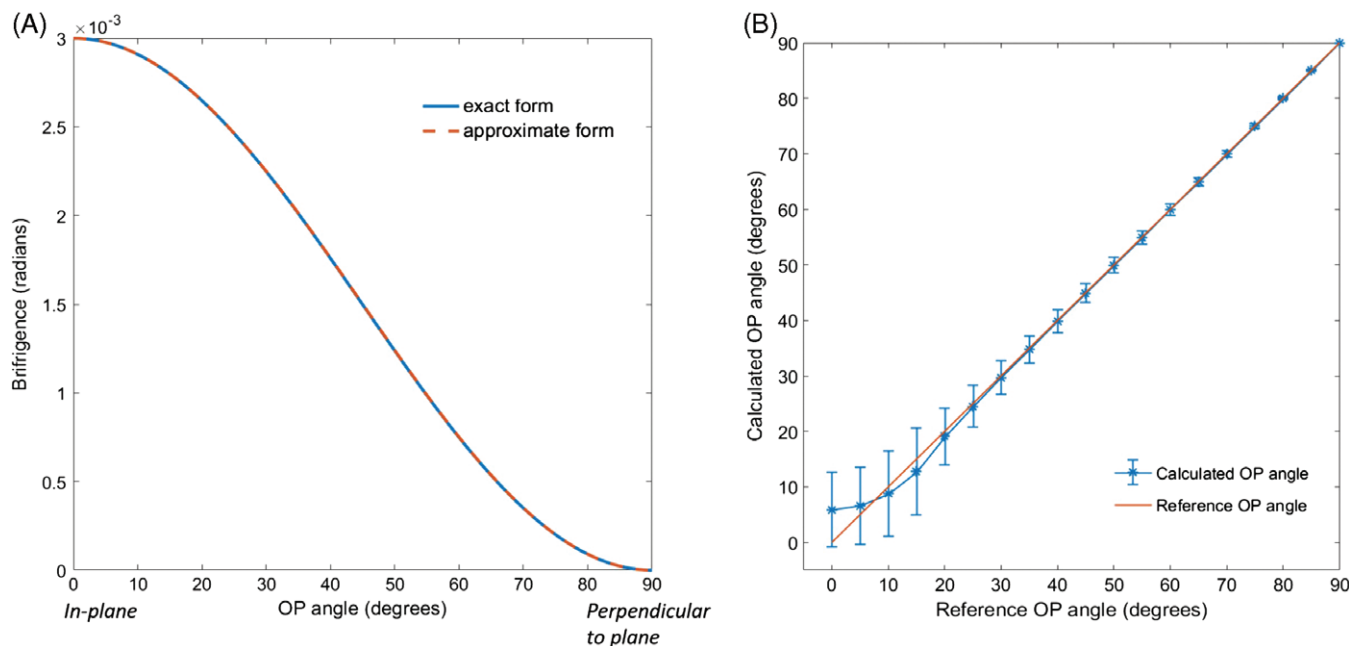 (A)
×10⁻³
3
2.5
2
1.5
1
0.5
0
Brifrigence (radians)
exact form
approximate form
0 10 20 30 40 50 60 70 80 90
OP angle (degrees)
In-plane
Perpendicular
to plane
(B)
90
80
70
60
50
40
30
20
10
0
Calculated OP angle (degrees)
Calculated OP angle
Reference OP angle
0 10 20 30 40 50 60 70 80 90
Reference OP angle (degrees)